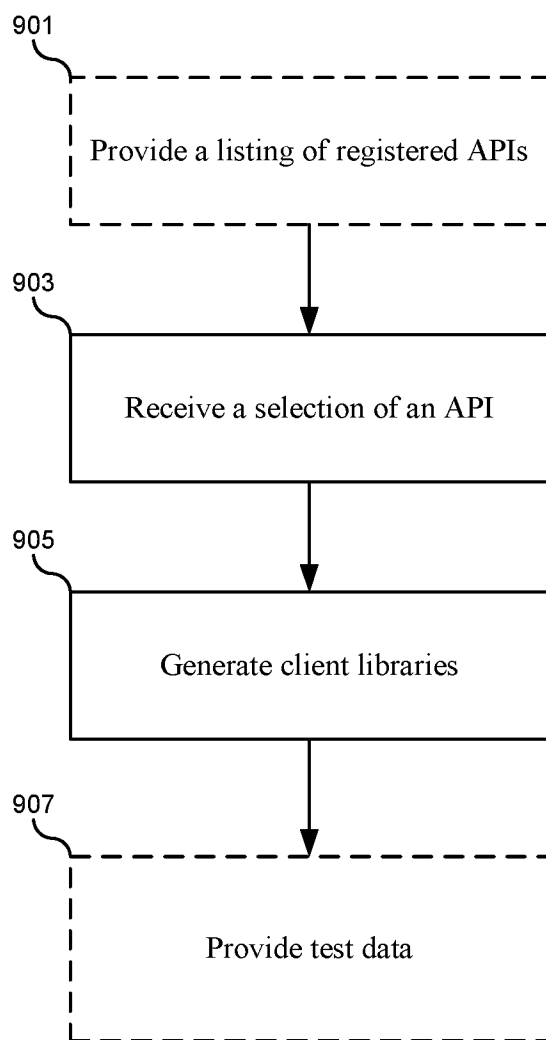 901
Provide a listing of registered APIs
903
Receive a selection of an API
905
Generate client libraries
907
Provide test data